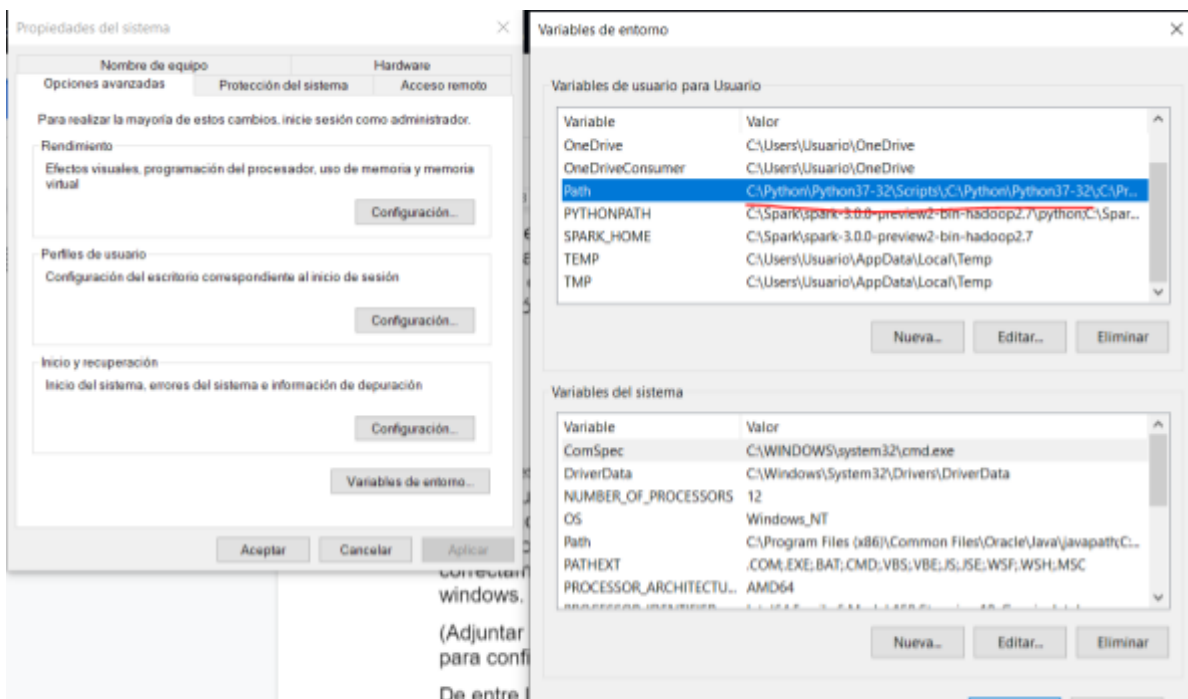 Propiedades del sistema
Nombre de equipo Hardware
Opciones avanzadas Protección del sistema Acceso remoto
Para realizar la mayoría de estos cambios, inicie sesión como administrador.
Rendimiento
Efectos visuales, programación del procesador, uso de memoria y memoria
virtual
Configuración...
Perfiles de usuario
Configuración del escritorio correspondiente al inicio de sesión
Configuración...
Inicio y recuperación
Inicio del sistema, errores del sistema e información de depuración
Configuración...
Variables de entorno...
Aceptar Cancelar Aplicar
windows.
(Adjuntar
para confi
De entre
Variables de entorno
Variables de usuario para Usuario
Variable Valor
OneDrive C:\Users\Usuario\OneDrive
OneDriveConsumer C:\Users\Usuario\OneDrive
Path C:\Python\Python37-32\Scripts\;C:\Python\Python37-32\;C:\Pr...
PYTHONPATH C:\Spark\spark-3.0.0-preview2-bin-hadoop2.7\python;C:\Spar...
SPARK_HOME C:\Spark\spark-3.0.0-preview2-bin-hadoop2.7
TEMP C:\Users\Usuario\AppData\Local\Temp
TMP C:\Users\Usuario\AppData\Local\Temp
Nueva... Editar... Eliminar
Variables del sistema
Variable Valor
ComSpec C:\WINDOWS\system32\cmd.exe
DriverData C:\Windows\System32\Drivers\DriverData
NUMBER_OF_PROCESSORS 12
OS Windows_NT
Path C:\Program Files (x86)\Common Files\Oracle\Java\javapath;C:...
PATHEXT .COM;.EXE;.BAT;.CMD;.VBS;.VBE;.JS;.JSE;.WSF;.WSH;.MSC
PROCESSOR_ARCHITECTU... AMD64
Nueva... Editar... Eliminar